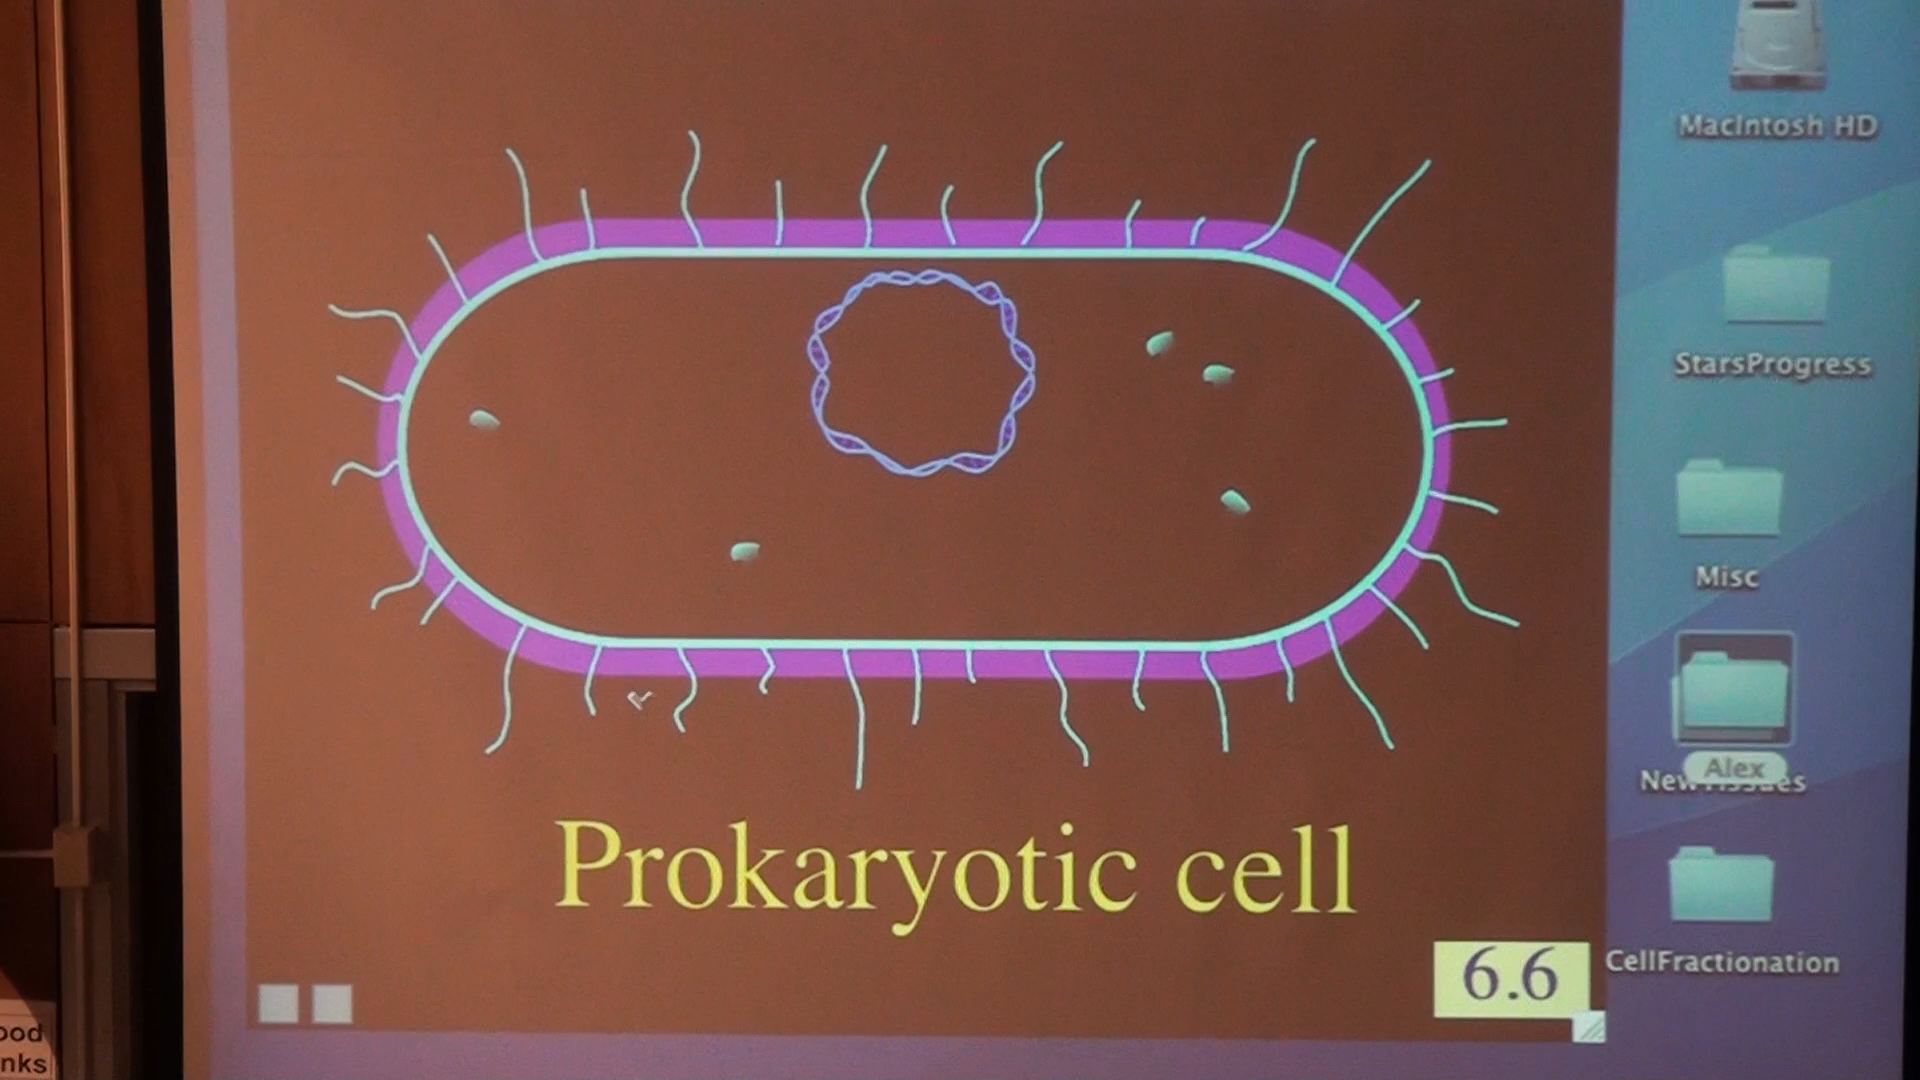 Macintosh HD
StarsProgress
Misc
Alex
Prokaryotic cell
6.6
CellFractionation
ood
nks